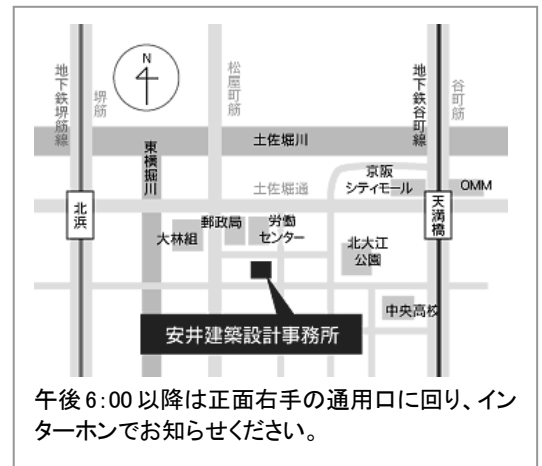 N
地下鉄堺筋線
堺筋
松屋町筋
地下鉄谷町線
谷町筋
土佐堀川
東横堀川
京阪
シティモール
OMM
土佐堀通
北浜
天満橋
郵政局
労働
センター
大林組
北大江
公園
中央高校
安井建築設計事務所
午後6:00以降は正面右手の通用口に回り、イン
ターホンでお知らせください。